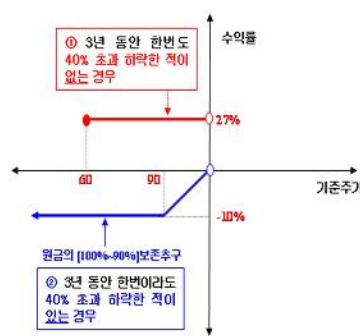 수익률
① 3년 동안 한번도
40% 초과 하락한 적이
없는 경우
27%
60
90
기준주가
-10%
원금의 [100%~90%]보존추구
② 3년 동안 한번이라도
40% 초과 하락한 적이
있는 경우